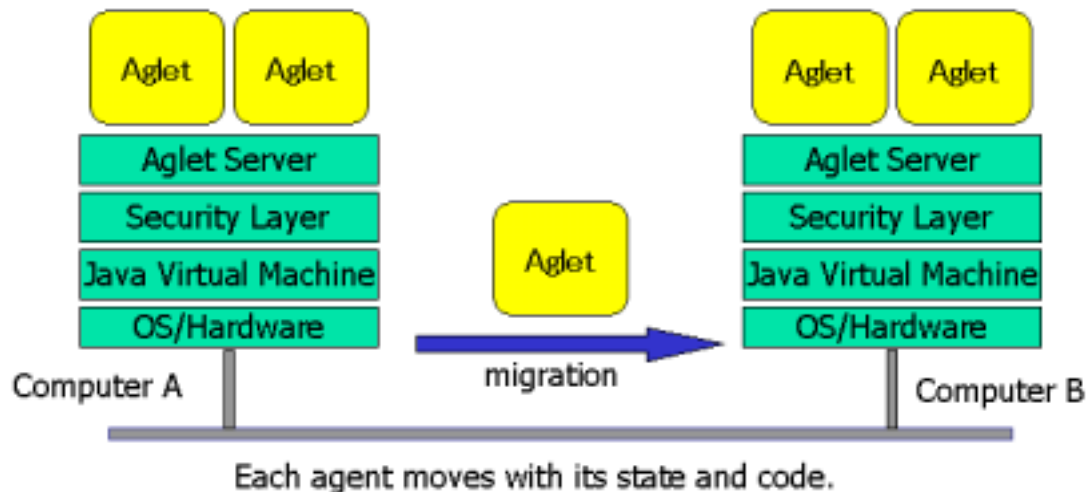 Aglet
Aglet
Aglet Server
Security Layer
Java Virtual Machine
OS/Hardware
Computer A
Aglet
migration
Aglet
Aglet
Aglet Server
Security Layer
Java Virtual Machine
OS/Hardware
Computer B
Each agent moves with its state and code.